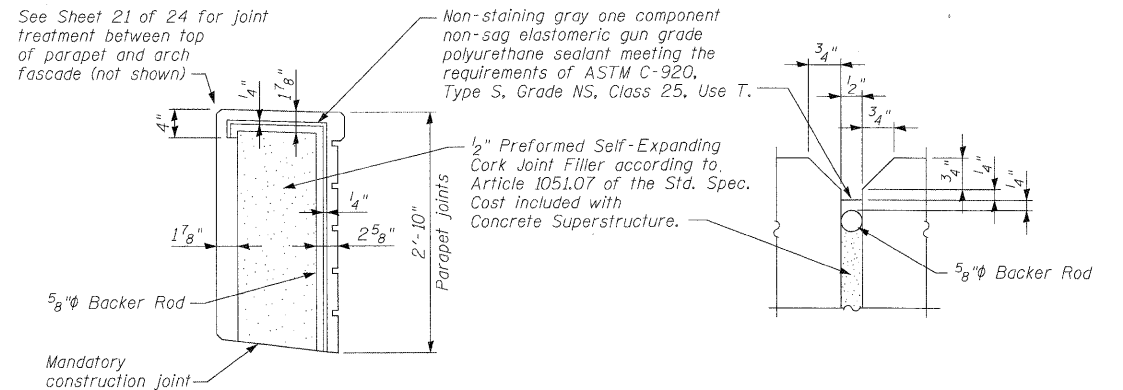 See Sheet 21 of 24 for joint
treatment between top
of parapet and arch
fascade (not shown)
Non-staining gray one component
non-sag elastomeric gun grade
polyurethane sealant meeting the
requirements of ASTM C-920,
Type S, Grade NS, Class 25, Use T.
4"
1/4"
1 7/8"
1/2" Preformed Self-Expanding
Cork Joint Filler according to.
Article 1051.07 of the Std. Spec.
Cost included with
Concrete Superstructure.
1/4"
1 7/8"
2 5/8"
2'-10"
Parapet joints
5/8"ϕ Backer Rod
Mandatory
construction joint
3/4"
1/2"
3/4"
3/4"
1/4"
1/4"
5/8"ϕ Backer Rod